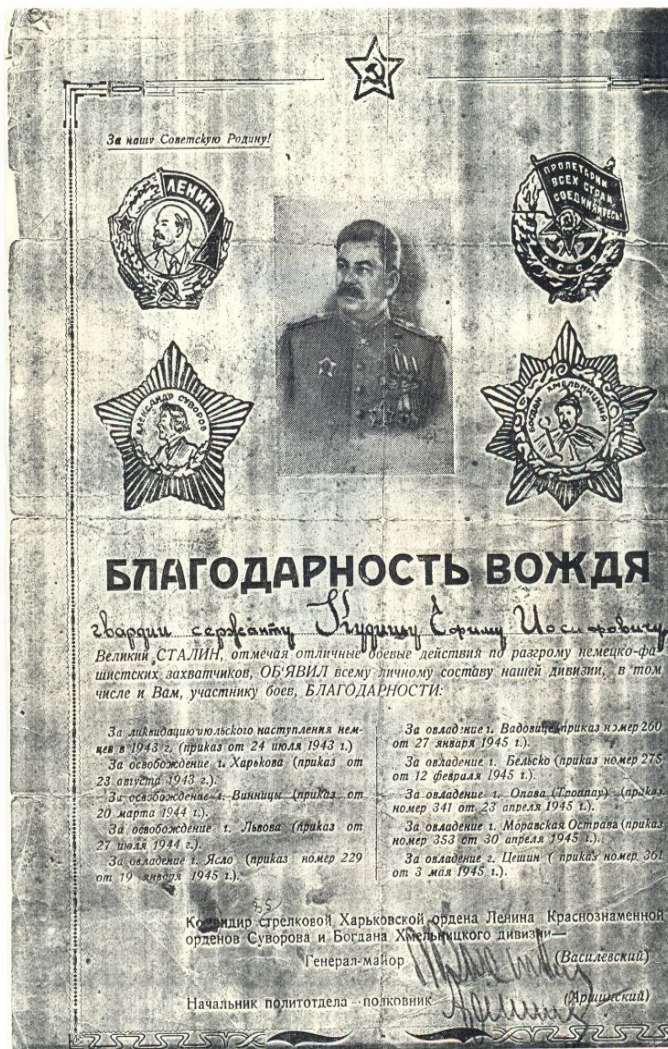 За нашу Советскую Родину!
ЛЕНИН
ПРОЛЕТАРИИ
ВСЕХ СТРАН,
СОЕДИНЯЙТЕСЬ!
СССР
АЛЕКСАНДР СУВОРОВ
БОГДАН ХМЕЛЬНИЦКИЙ
БЛАГОДАРНОСТЬ ВОЖДЯ
гвардии сержанту Ефиму Иосифовичу
Великий СТАЛИН, отмечая отличные боевые действия по разгрому немецко-фа
шистских захватчиков, ОБ'ЯВИЛ всему личному составу нашей дивизии, в том
числе и Вам, участнику боев, БЛАГОДАРНОСТИ:
За ликвидацию июльского наступления нем-
цев в 1943 г. (приказ от 24 июля 1943 г.)
За освобождение г. Харькова (приказ от
23 августа 1943 г.).
За освобождение г. Винницы (приказ от
20 марта 1944 г.).
За освобождение г. Львова (приказ от
27 июля 1944 г.).
За овладение г. Ясло (приказ номер 229
от 19 января 1945 г.).
За овладение г. Вадовице (приказ номер 260
от 27 января 1945 г.).
За овладение г. Бельско (приказ номер 275
от 12 февраля 1945 г.).
За овладение г. Опава (Троппау) (приказ
номер 341 от 23 апреля 1945 г.).
За овладение г. Моравская Острава (приказ
номер 353 от 30 апреля 1945 г.).
За овладение г. Цешин (приказ номер 361
от 3 мая 1945 г.).
Командир стрелковой Харьковской ордена Ленина Краснознаменной
орденов Суворова и Богдана Хмельницкого дивизии—
Генерал-майор (Василевский)
Начальник политотдела—полковник (Аршинский)